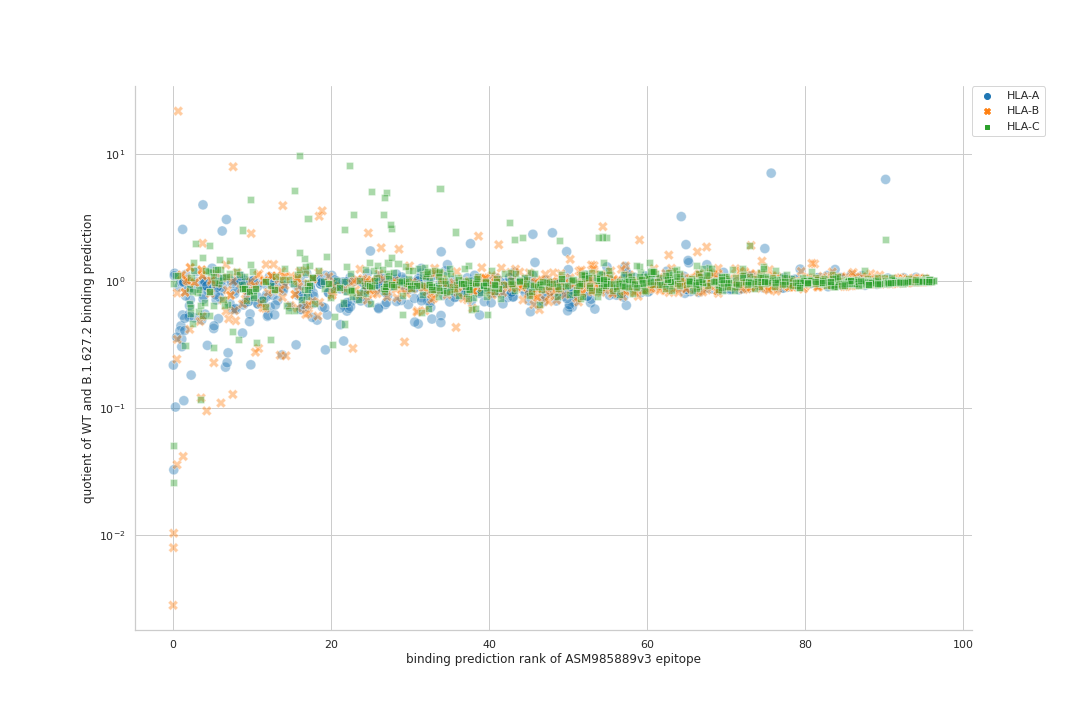 HLA-A
HLA-B
HLA-C
10¹
10⁰
10⁻¹
10⁻²
quotient of WT and B.1.627.2 binding prediction
0 20 40 60 80 100
binding prediction rank of ASM985889v3 epitope